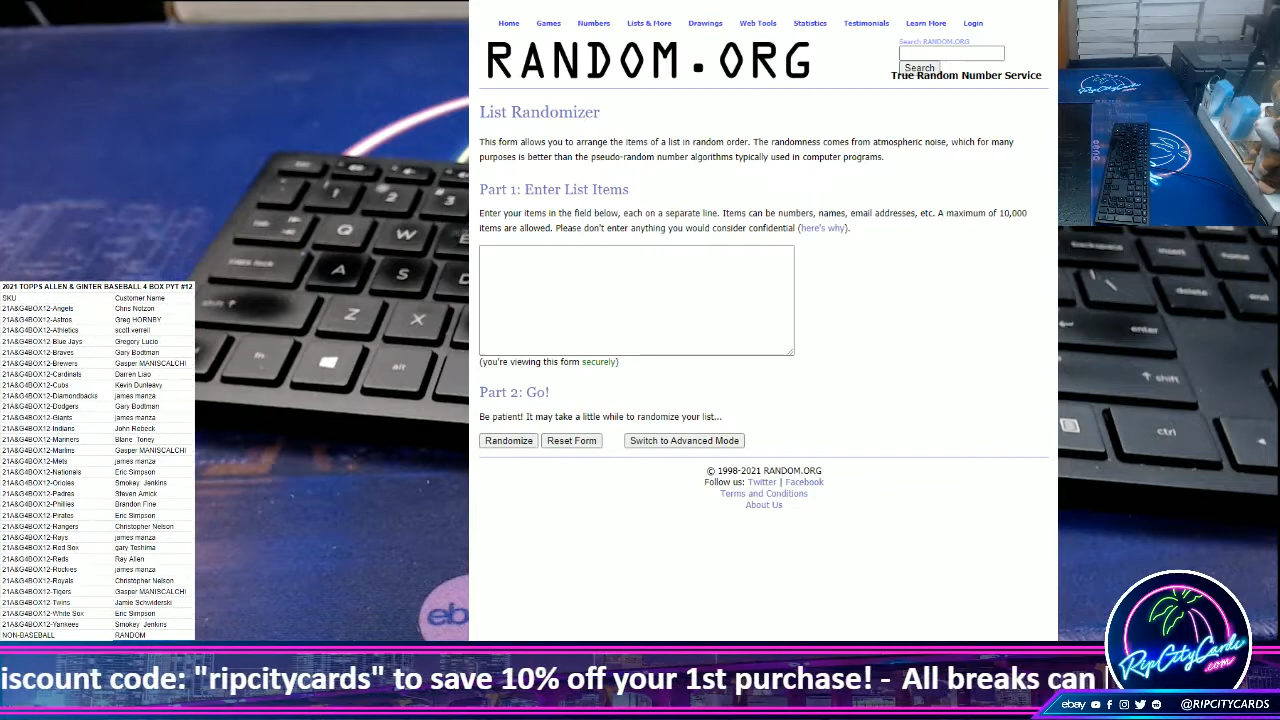 Home Games Numbers Lists & More Drawings Web Tools Statistics Testimonials Learn More Login
RANDOM.ORG
Search RANDOM.ORG
Search
True Random Number Service
List Randomizer
This form allows you to arrange the items of a list in random order. The randomness comes from atmospheric noise, which for many
purposes is better than the pseudo-random number algorithms typically used in computer programs.
Part 1: Enter List Items
Enter your items in the field below, each on a separate line. Items can be numbers, names, email addresses, etc. A maximum of 10,000
items are allowed. Please don't enter anything you would consider confidential (here's why).
(you're viewing this form securely)
Part 2: Go!
Be patient! It may take a little while to randomize your list...
Randomize Reset Form Switch to Advanced Mode
© 1998-2021 RANDOM.ORG
Follow us: Twitter | Facebook
Terms and Conditions
About Us
2021 TOPPS ALLEN & GINTER BASEBALL 4 BOX PYT #12
SKU Customer Name
21A&G4BOX12-Angels Chris Notzon
21A&G4BOX12-Astros Greg HORNBY
21A&G4BOX12-Athletics scott verrell
21A&G4BOX12-Blue Jays Gregory Lucio
21A&G4BOX12-Braves Gary Bodtman
21A&G4BOX12-Brewers Gasper MANISCALCHI
21A&G4BOX12-Cardinals Darren Liao
21A&G4BOX12-Cubs Kevin Dunleavy
21A&G4BOX12-Diamondbacks james manza
21A&G4BOX12-Dodgers Gary Bodtman
21A&G4BOX12-Giants james manza
21A&G4BOX12-Indians John Rebeck
21A&G4BOX12-Mariners Blane Toney
21A&G4BOX12-Marlins Gasper MANISCALCHI
21A&G4BOX12-Mets james manza
21A&G4BOX12-Nationals Eric Simpson
21A&G4BOX12-Orioles Smokey Jenkins
21A&G4BOX12-Padres Steven Amick
21A&G4BOX12-Phillies Brandon Fine
21A&G4BOX12-Pirates Eric Simpson
21A&G4BOX12-Rangers Christopher Nelson
21A&G4BOX12-Rays james manza
21A&G4BOX12-Red Sox gary Teshima
21A&G4BOX12-Reds Ray Allen
21A&G4BOX12-Rockies james manza
21A&G4BOX12-Royals Christopher Nelson
21A&G4BOX12-Tigers Gasper MANISCALCHI
21A&G4BOX12-Twins Jamie Schwiderski
21A&G4BOX12-White Sox Eric Simpson
21A&G4BOX12-Yankees Smokey Jenkins
NON-BASEBALL RANDOM
1 2 3
Q W
A S
Z X
fn alt
shift
end
enter
shift
ctrl
eb
iscount code: "ripcitycards" to save 10% off your 1st purchase! - All breaks can
RipCityCards
.com
ebay @RIPCITYCARDS